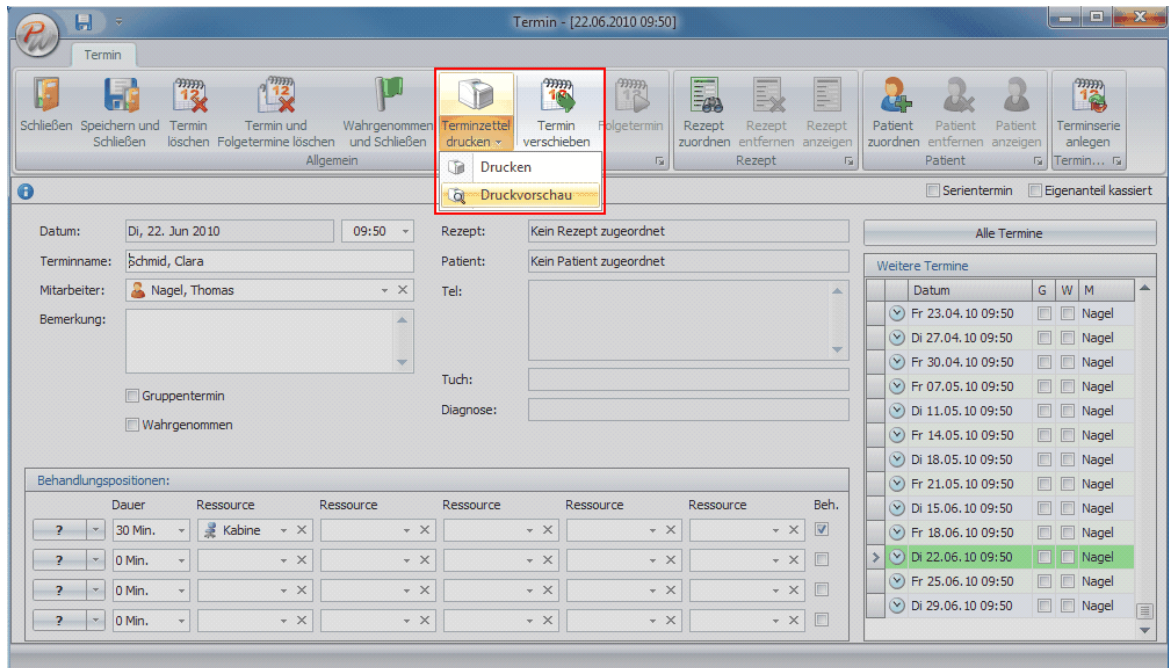 Termin - [22.06.2010 09:50]
Termin
Schließen
Speichern und Schließen
Termin löschen
Termin und Folgetermine löschen
Wahrgenommen und Schließen
Terminzettel drucken
Termin verschieben
Folgetermin
Rezept zuordnen
Rezept entfernen
Rezept anzeigen
Patient zuordnen
Patient entfernen
Patient anzeigen
Terminserie anlegen
Allgemein
Rezept
Patient
Termin...
Drucken
Druckvorschau
Serientermin
Eigenanteil kassiert
Datum: Di, 22. Jun 2010 09:50
Terminname: Schmid, Clara
Mitarbeiter: Nagel, Thomas
Bemerkung:
Gruppentermin
Wahrgenommen
Rezept: Kein Rezept zugeordnet
Patient: Kein Patient zugeordnet
Tel:
Tuch:
Diagnose:
Behandlungspositionen:
Dauer Ressource Ressource Ressource Ressource Ressource Beh.
? 30 Min. Kabine
? 0 Min.
? 0 Min.
? 0 Min.
Alle Termine
Weitere Termine
Datum G W M
Fr 23.04.10 09:50 Nagel
Di 27.04.10 09:50 Nagel
Fr 30.04.10 09:50 Nagel
Fr 07.05.10 09:50 Nagel
Di 11.05.10 09:50 Nagel
Fr 14.05.10 09:50 Nagel
Di 18.05.10 09:50 Nagel
Fr 21.05.10 09:50 Nagel
Di 15.06.10 09:50 Nagel
Fr 18.06.10 09:50 Nagel
Di 22.06.10 09:50 Nagel
Fr 25.06.10 09:50 Nagel
Di 29.06.10 09:50 Nagel